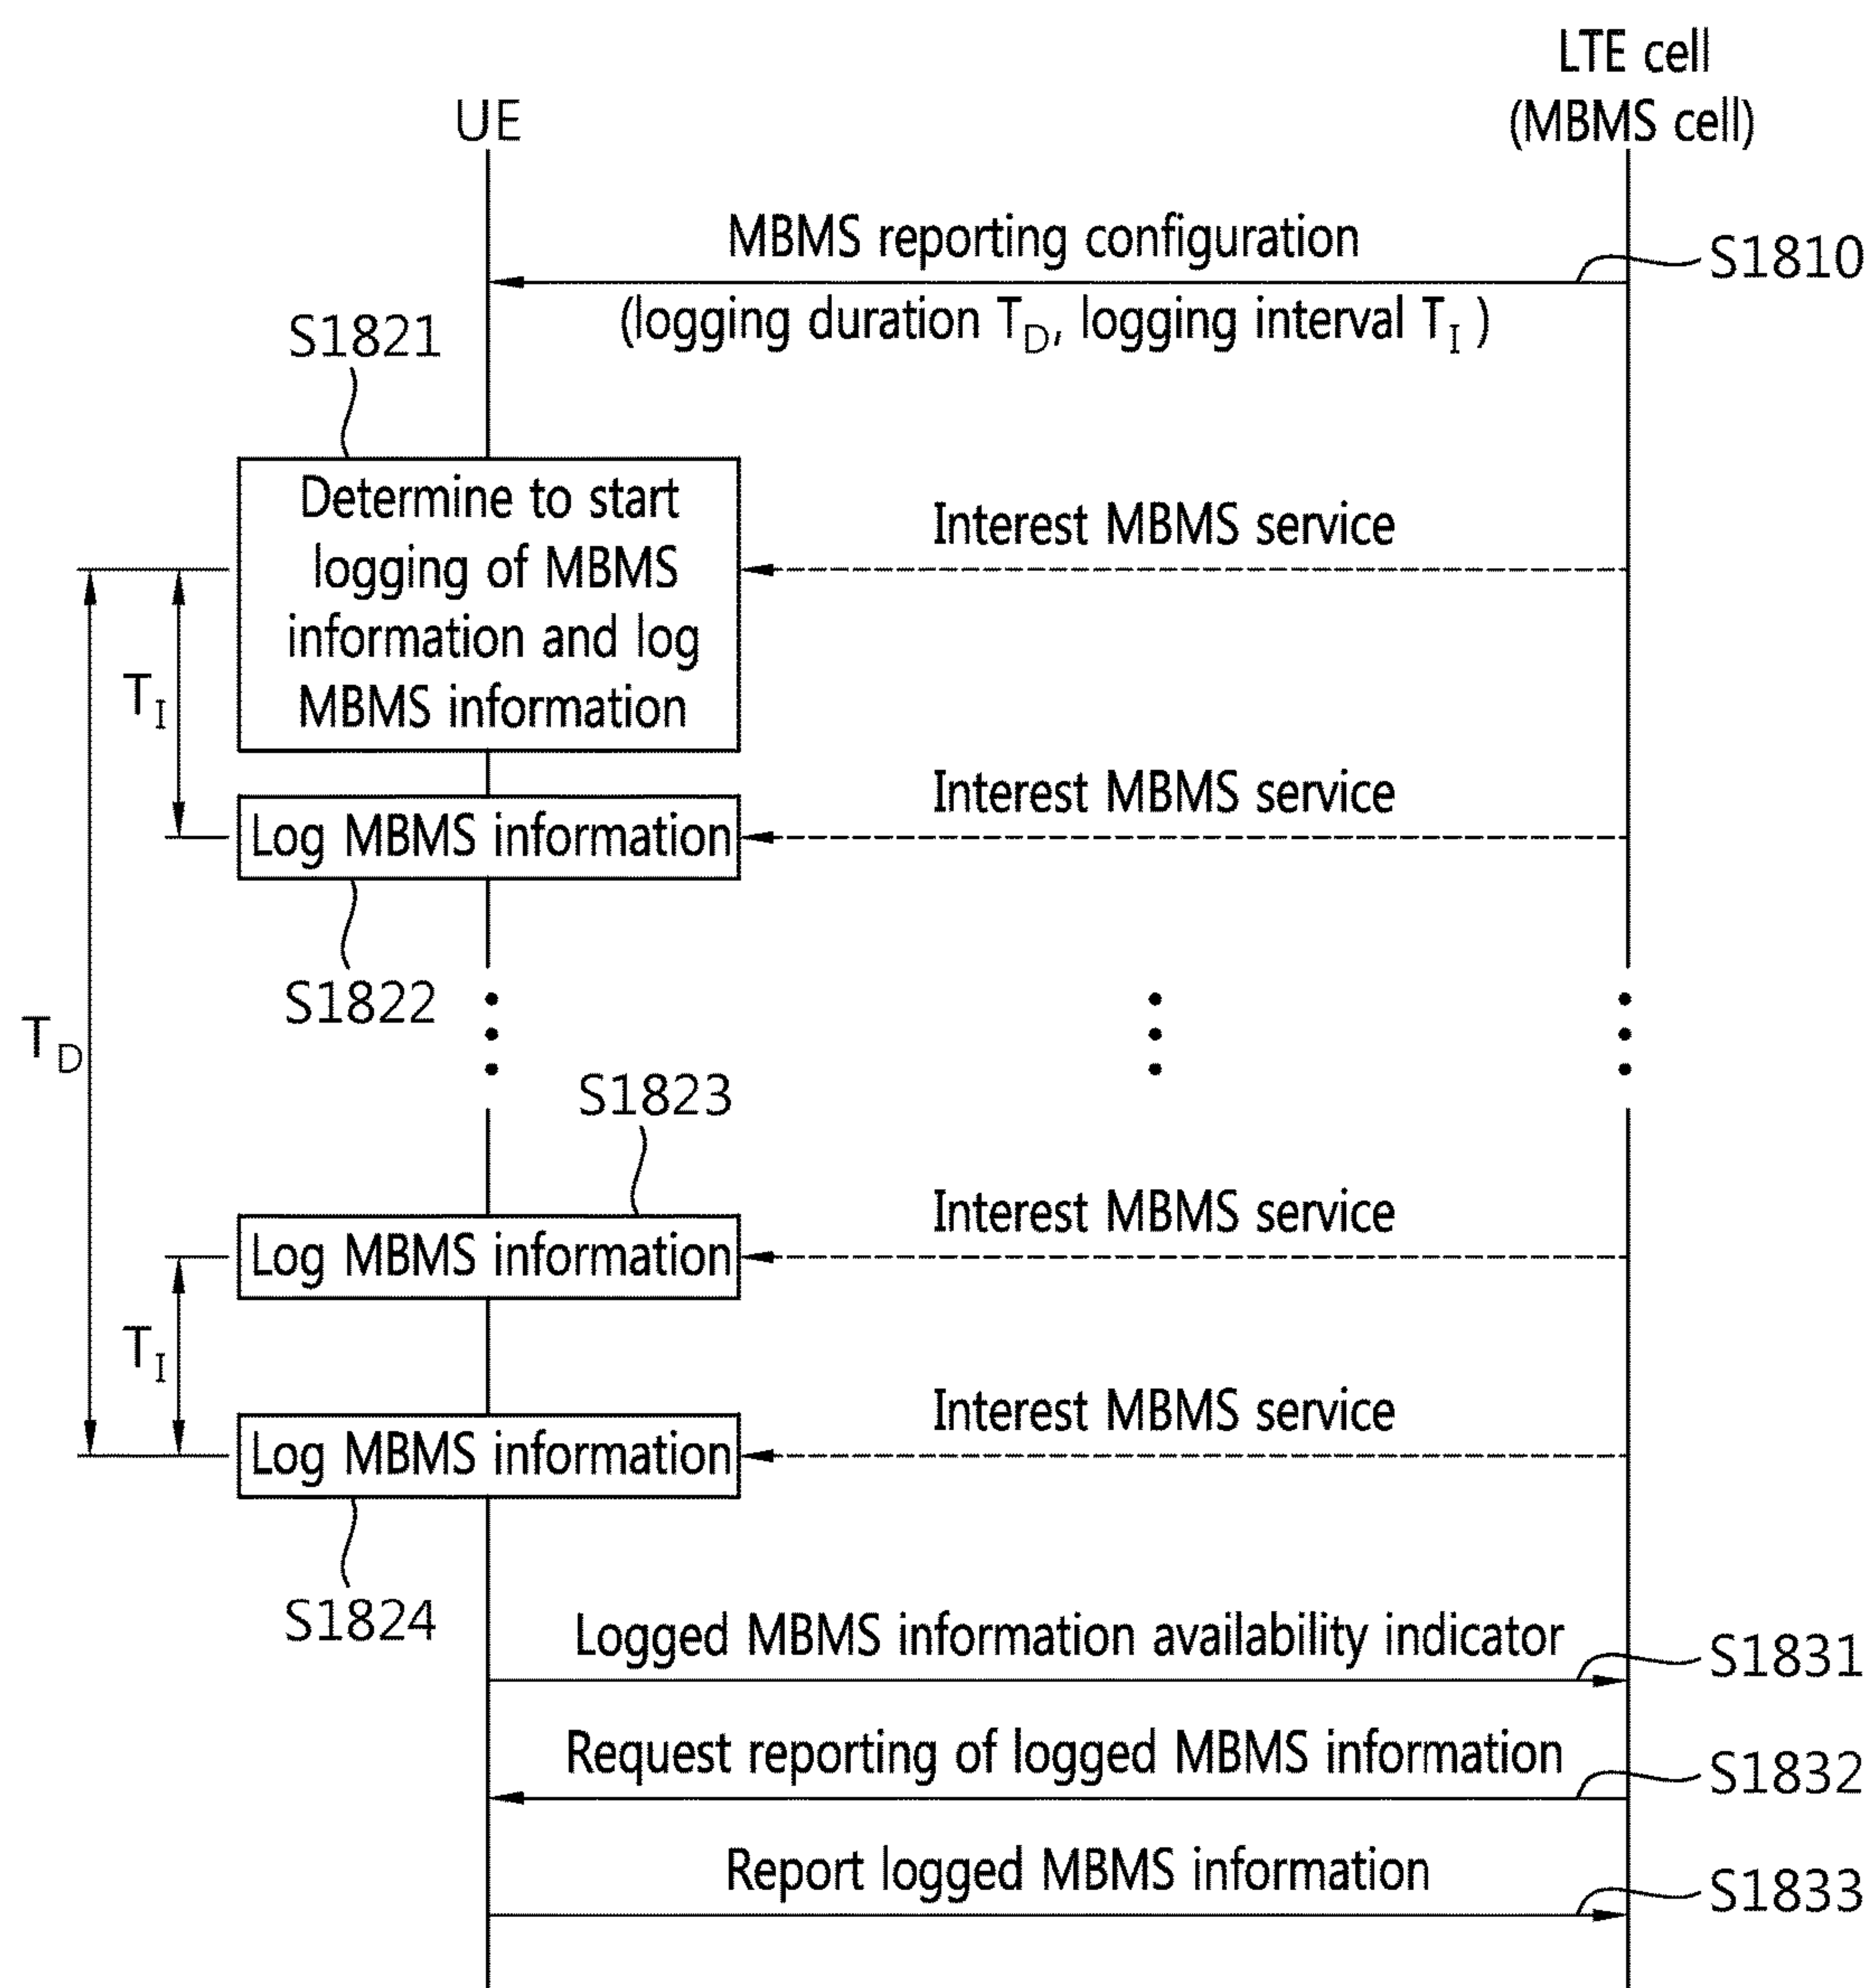 LTE cell
UE
(MBMS cell)
MBMS reporting configuration
S1810
(logging duration TD, logging interval TI )
S1821
Determine to start
logging of MBMS
information and log
MBMS information
Interest MBMS service
TI
Interest MBMS service
Log MBMS information
S1822
TD
S1823
Interest MBMS service
Log MBMS information
TI
Interest MBMS service
Log MBMS information
S1824
Logged MBMS information availability indicator
S1831
Request reporting of logged MBMS information
S1832
Report logged MBMS information
S1833